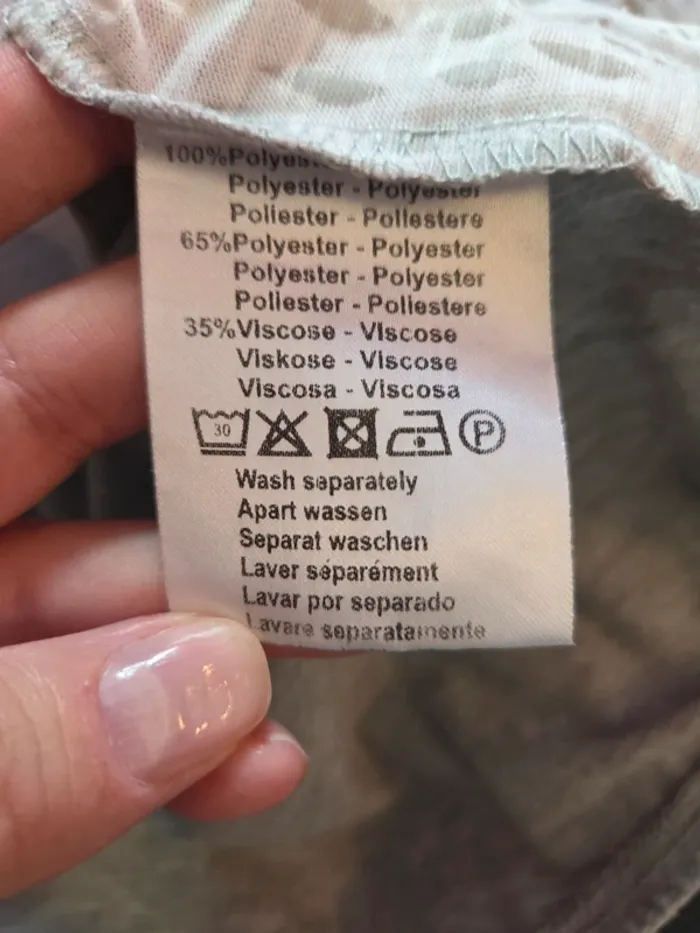 100%Polyes
Polyester - Polyester
Poliester - Poliestere
65%Polyester - Polyester
Polyester - Polyester
Poliester - Poliestere
35%Viscose - Viscose
Viskose - Viscose
Viscosa - Viscosa
30 P
Wash separately
Apart wassen
Separat waschen
Laver séparément
Lavar por separado
Lavare separatamente